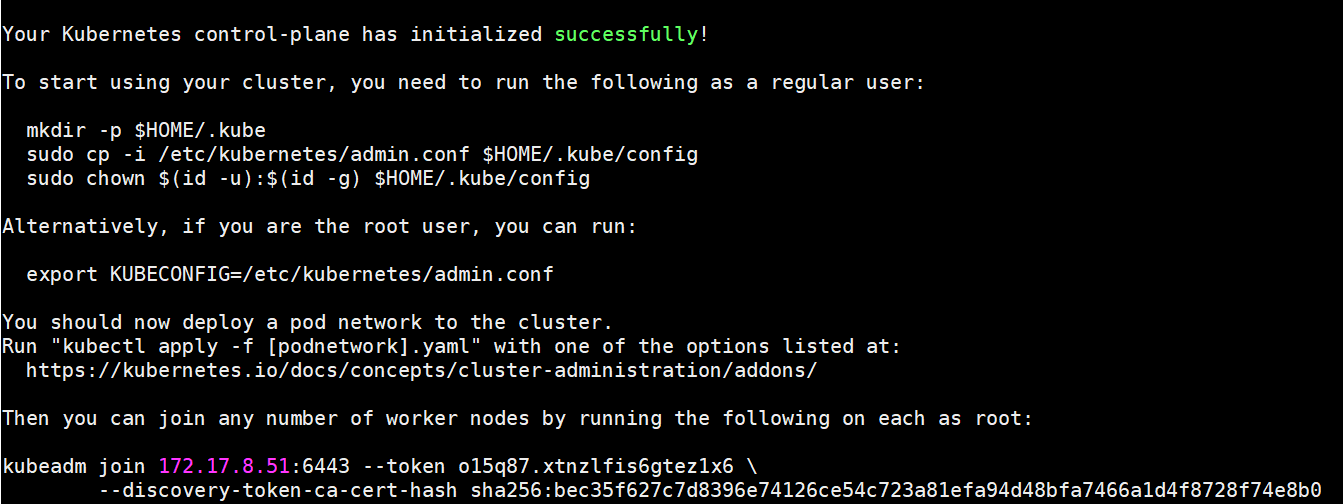 Your Kubernetes control-plane has initialized successfully!
To start using your cluster, you need to run the following as a regular user:
mkdir -p $HOME/.kube
sudo cp -i /etc/kubernetes/admin.conf $HOME/.kube/config
sudo chown $(id -u):$(id -g) $HOME/.kube/config
Alternatively, if you are the root user, you can run:
export KUBECONFIG=/etc/kubernetes/admin.conf
You should now deploy a pod network to the cluster.
Run "kubectl apply -f [podnetwork].yaml" with one of the options listed at:
https://kubernetes.io/docs/concepts/cluster-administration/addons/
Then you can join any number of worker nodes by running the following on each as root:
kubeadm join 172.17.8.51:6443 --token o15q87.xtnzlfis6gtez1x6 \
--discovery-token-ca-cert-hash sha256:bec35f627c7d8396e74126ce54c723a81efa94d48bfa7466a1d4f8728f74e8b0